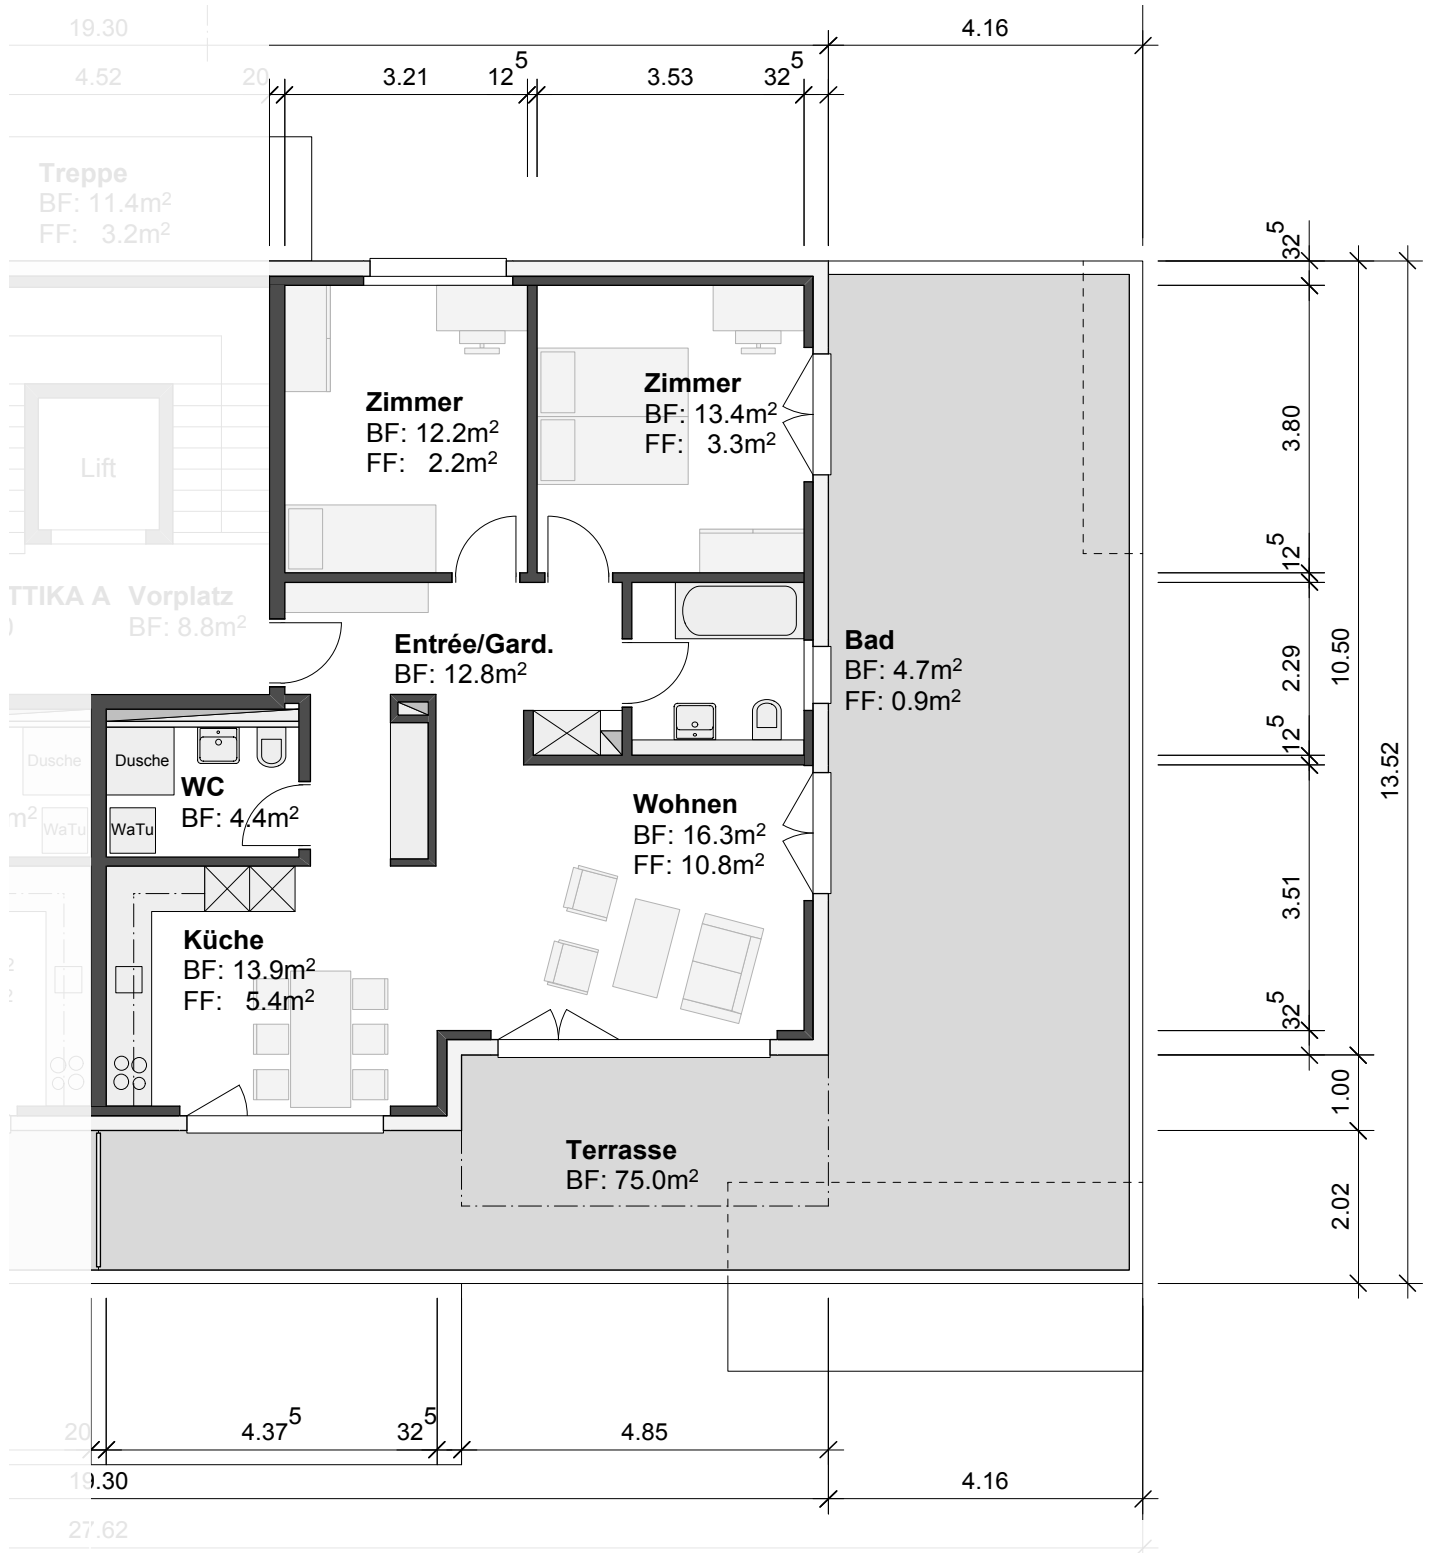 19.30
4.16
4.52
20
3.21
12⁵
3.53
32⁵
Treppe
BF: 11.4m²
FF: 3.2m²
32⁵
Zimmer
BF: 12.2m²
FF: 2.2m²
Zimmer
BF: 13.4m²
FF: 3.3m²
3.80
Lift
12⁵
TTIKA A
Vorplatz
BF: 8.8m²
Entrée/Gard.
BF: 12.8m²
Bad
BF: 4.7m²
FF: 0.9m²
2.29
10.50
12⁵
13.52
Dusche
Dusche
WC
BF: 4.4m²
m²
WaTu
WaTu
Wohnen
BF: 16.3m²
FF: 10.8m²
3.51
Küche
BF: 13.9m²
FF: 5.4m²
32⁵
1.00
Terrasse
BF: 75.0m²
2.02
20
4.37⁵
32⁵
4.85
19.30
4.16
27.62